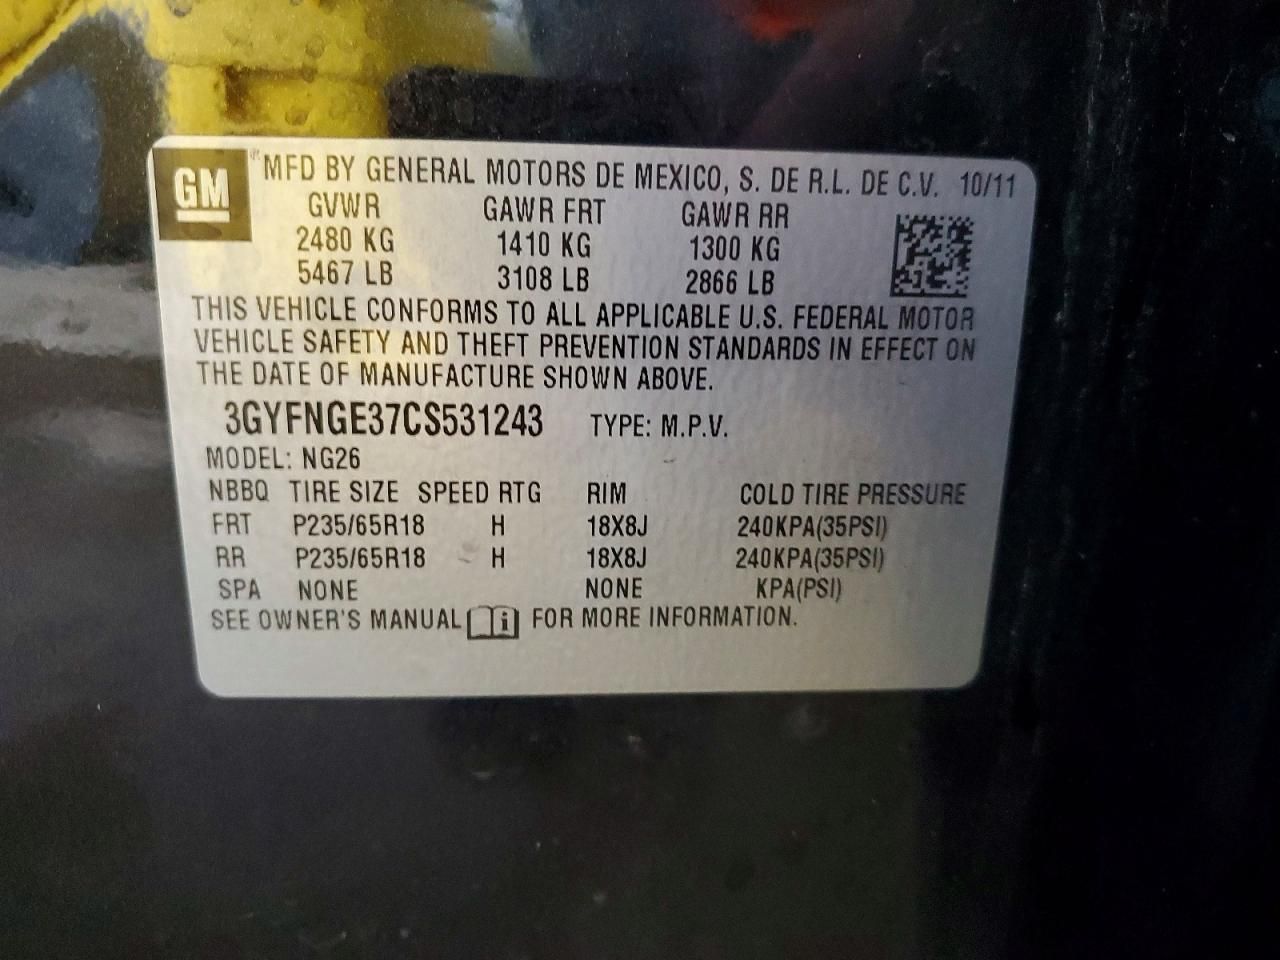 GM ® MFD BY GENERAL MOTORS DE MEXICO, S. DE R.L. DE C.V. 10/11
GVWR GAWR FRT GAWR RR
2480 KG 1410 KG 1300 KG
5467 LB 3108 LB 2866 LB
THIS VEHICLE CONFORMS TO ALL APPLICABLE U.S. FEDERAL MOTOR
VEHICLE SAFETY AND THEFT PREVENTION STANDARDS IN EFFECT ON
THE DATE OF MANUFACTURE SHOWN ABOVE.
3GYFNGE37CS531243 TYPE: M.P.V.
MODEL: NG26
NBBQ TIRE SIZE SPEED RTG RIM COLD TIRE PRESSURE
FRT P235/65R18 H 18X8J 240KPA(35PSI)
RR P235/65R18 H 18X8J 240KPA(35PSI)
SPA NONE NONE KPA(PSI)
SEE OWNER'S MANUAL i FOR MORE INFORMATION.